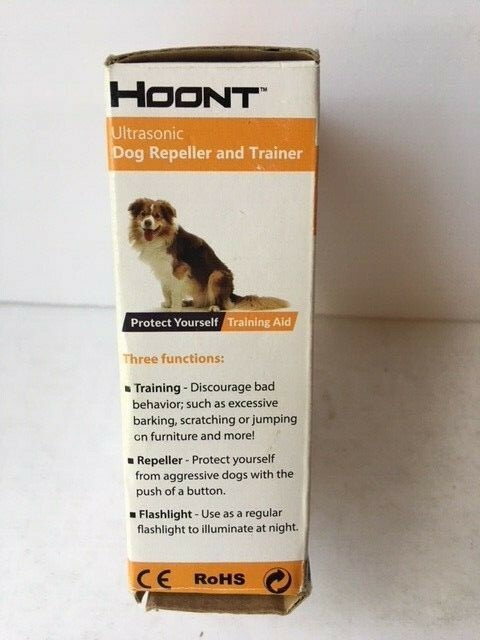 HOONT™
Ultrasonic
Dog Repeller and Trainer
Protect Yourself Training Aid
Three functions:
▪ Training - Discourage bad
behavior; such as excessive
barking, scratching or jumping
on furniture and more!
▪ Repeller - Protect yourself
from aggressive dogs with the
push of a button.
▪ Flashlight - Use as a regular
flashlight to illuminate at night.
CE RoHS